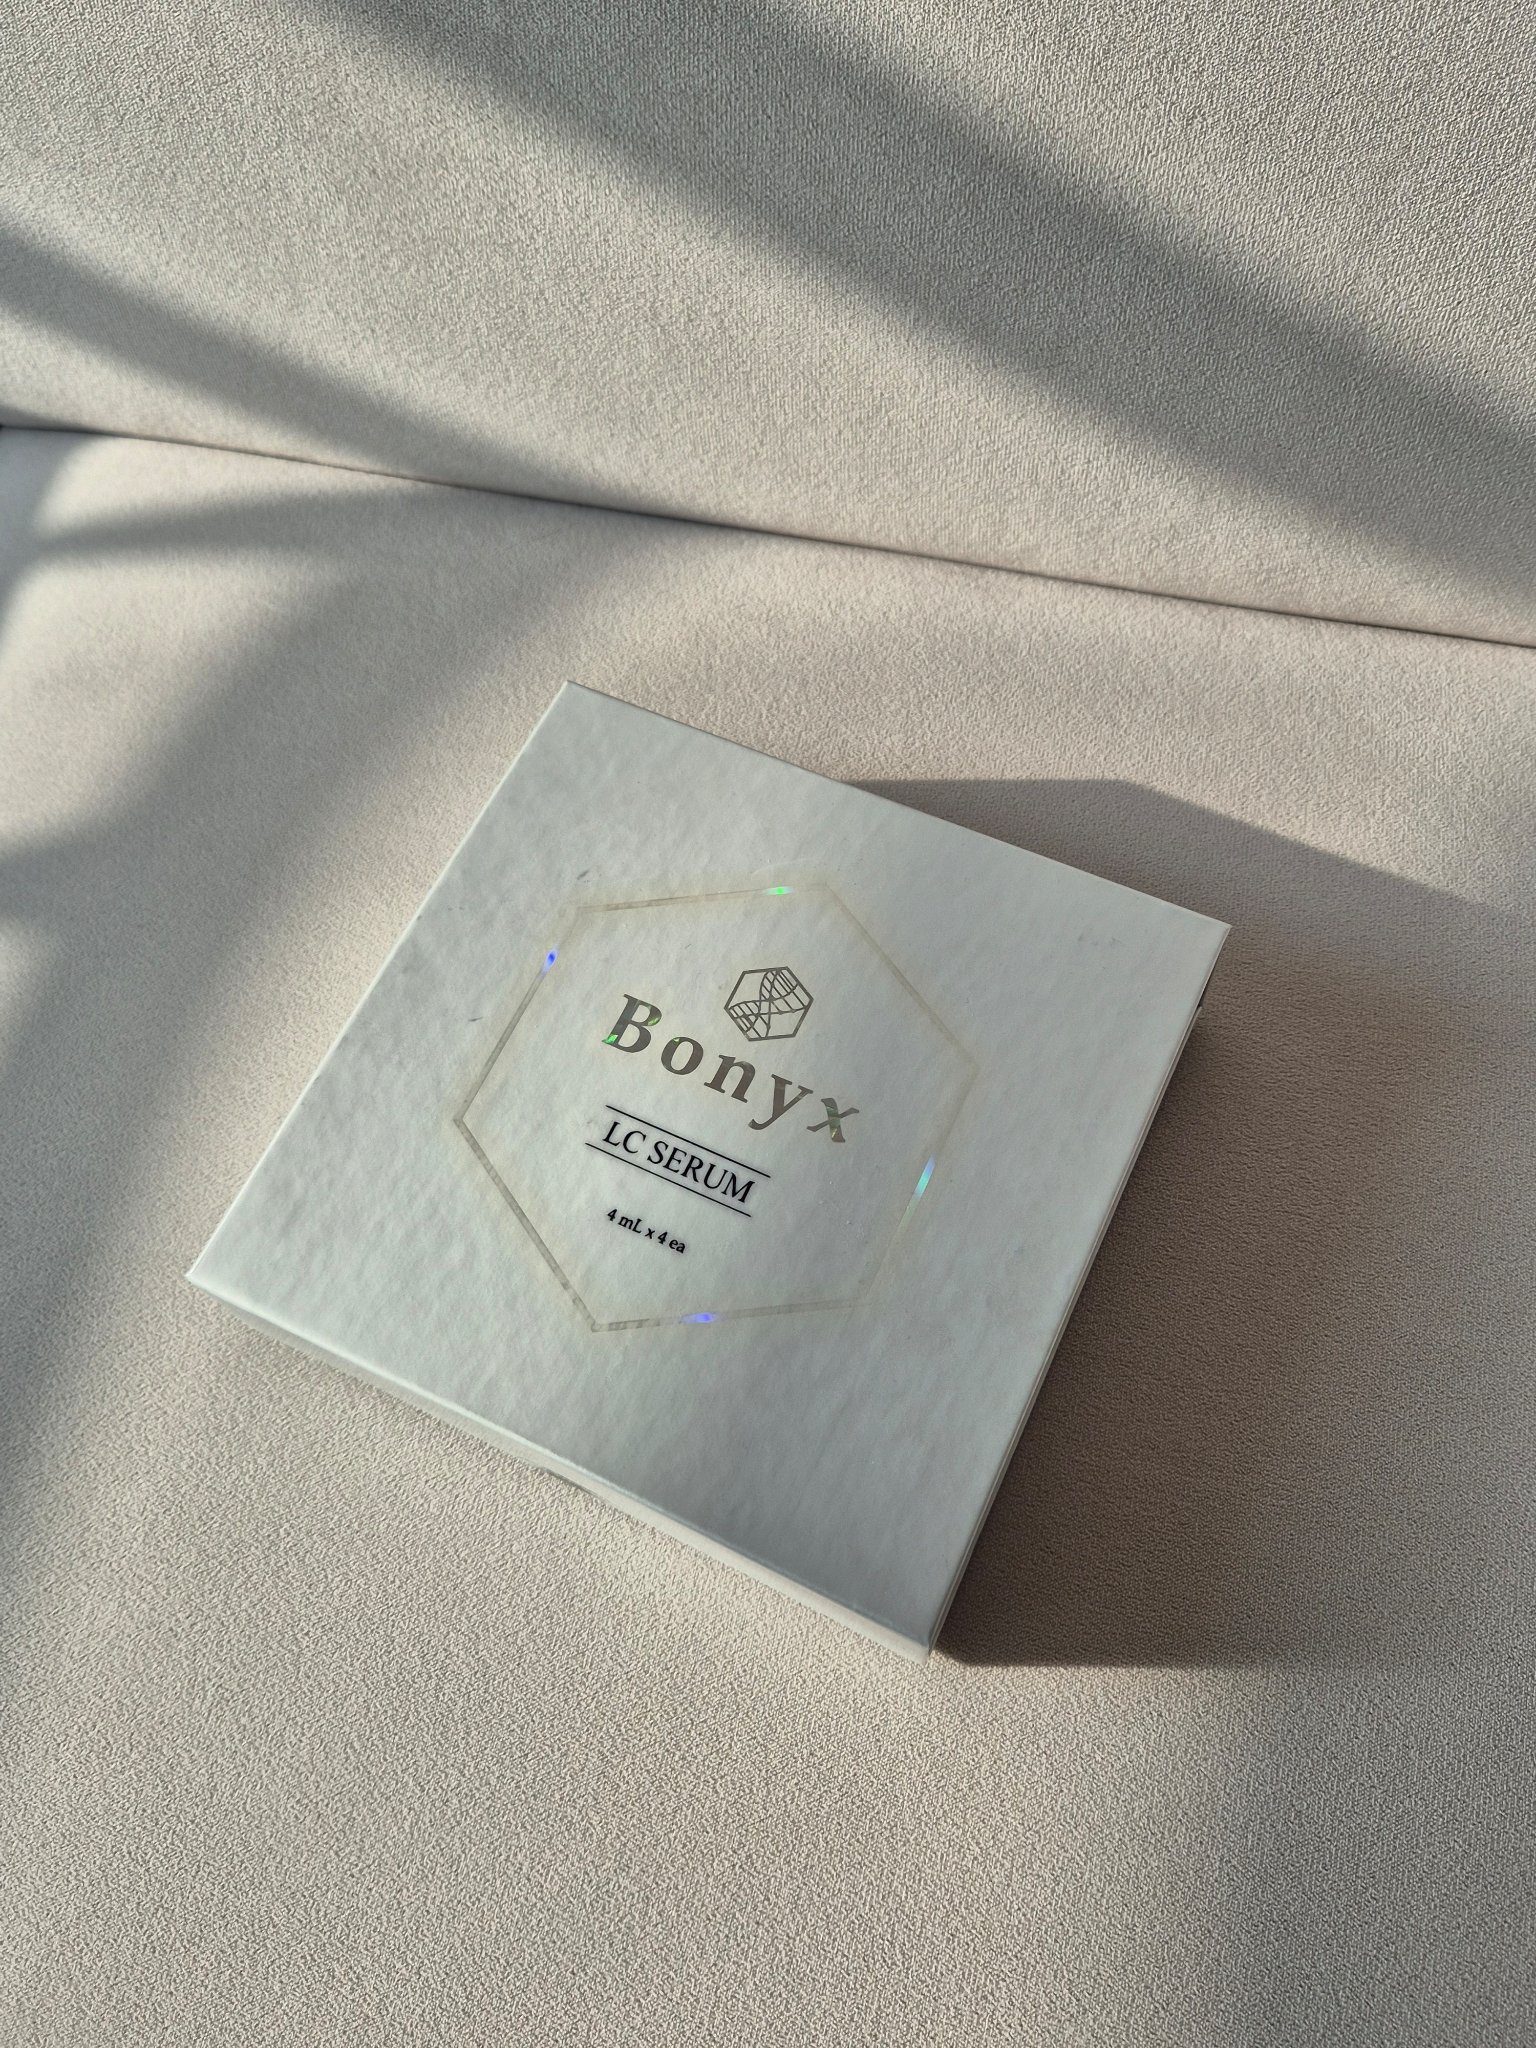 Bonyx
LC SERUM
4 mL x 4 ea